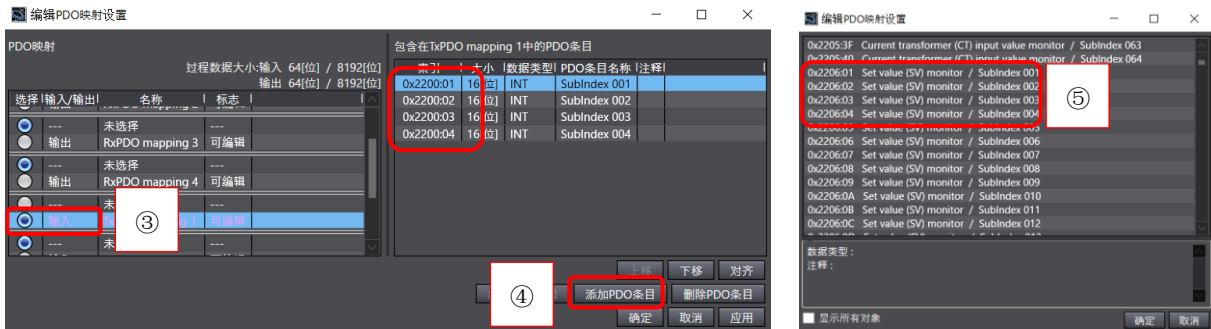 编辑PDO映射设置
PDO映射
过程数据大小:输入 64[位] / 8192[位]
输出 64[位] / 8192[位]
选择 输入/输出 名称 标志
--- 未选择 ---
输出 RxPDO mapping 3 可编辑
--- 未选择 ---
输出 RxPDO mapping 4 可编辑
--- 未
输入 1 可编辑
--- 未 ---
③
包含在TxPDO mapping 1中的PDO条目
索引 大小 数据类型 PDO条目名称 注释
0x2200:01 16[位] INT SubIndex 001
0x2200:02 16[位] INT SubIndex 002
0x2200:03 16[位] INT SubIndex 003
0x2200:04 16[位] INT SubIndex 004
上移 下移 对齐
④ 添加PDO条目 删除PDO条目
确定 取消 应用
编辑PDO映射设置
0x2205:3F Current transformer (CT) input value monitor / SubIndex 063
0x2205:40 Current transformer (CT) input value monitor / SubIndex 064
0x2206:01 Set value (SV) monitor / SubIndex 001
0x2206:02 Set value (SV) monitor / SubIndex 002
0x2206:03 Set value (SV) monitor / SubIndex 003
0x2206:04 Set value (SV) monitor / SubIndex 004
⑤
0x2206:05 Set value (SV) monitor / SubIndex 005
0x2206:06 Set value (SV) monitor / SubIndex 006
0x2206:07 Set value (SV) monitor / SubIndex 007
0x2206:08 Set value (SV) monitor / SubIndex 008
0x2206:09 Set value (SV) monitor / SubIndex 009
0x2206:0A Set value (SV) monitor / SubIndex 010
0x2206:0B Set value (SV) monitor / SubIndex 011
0x2206:0C Set value (SV) monitor / SubIndex 012
数据类型：
注释：
显示所有对象
确定 取消